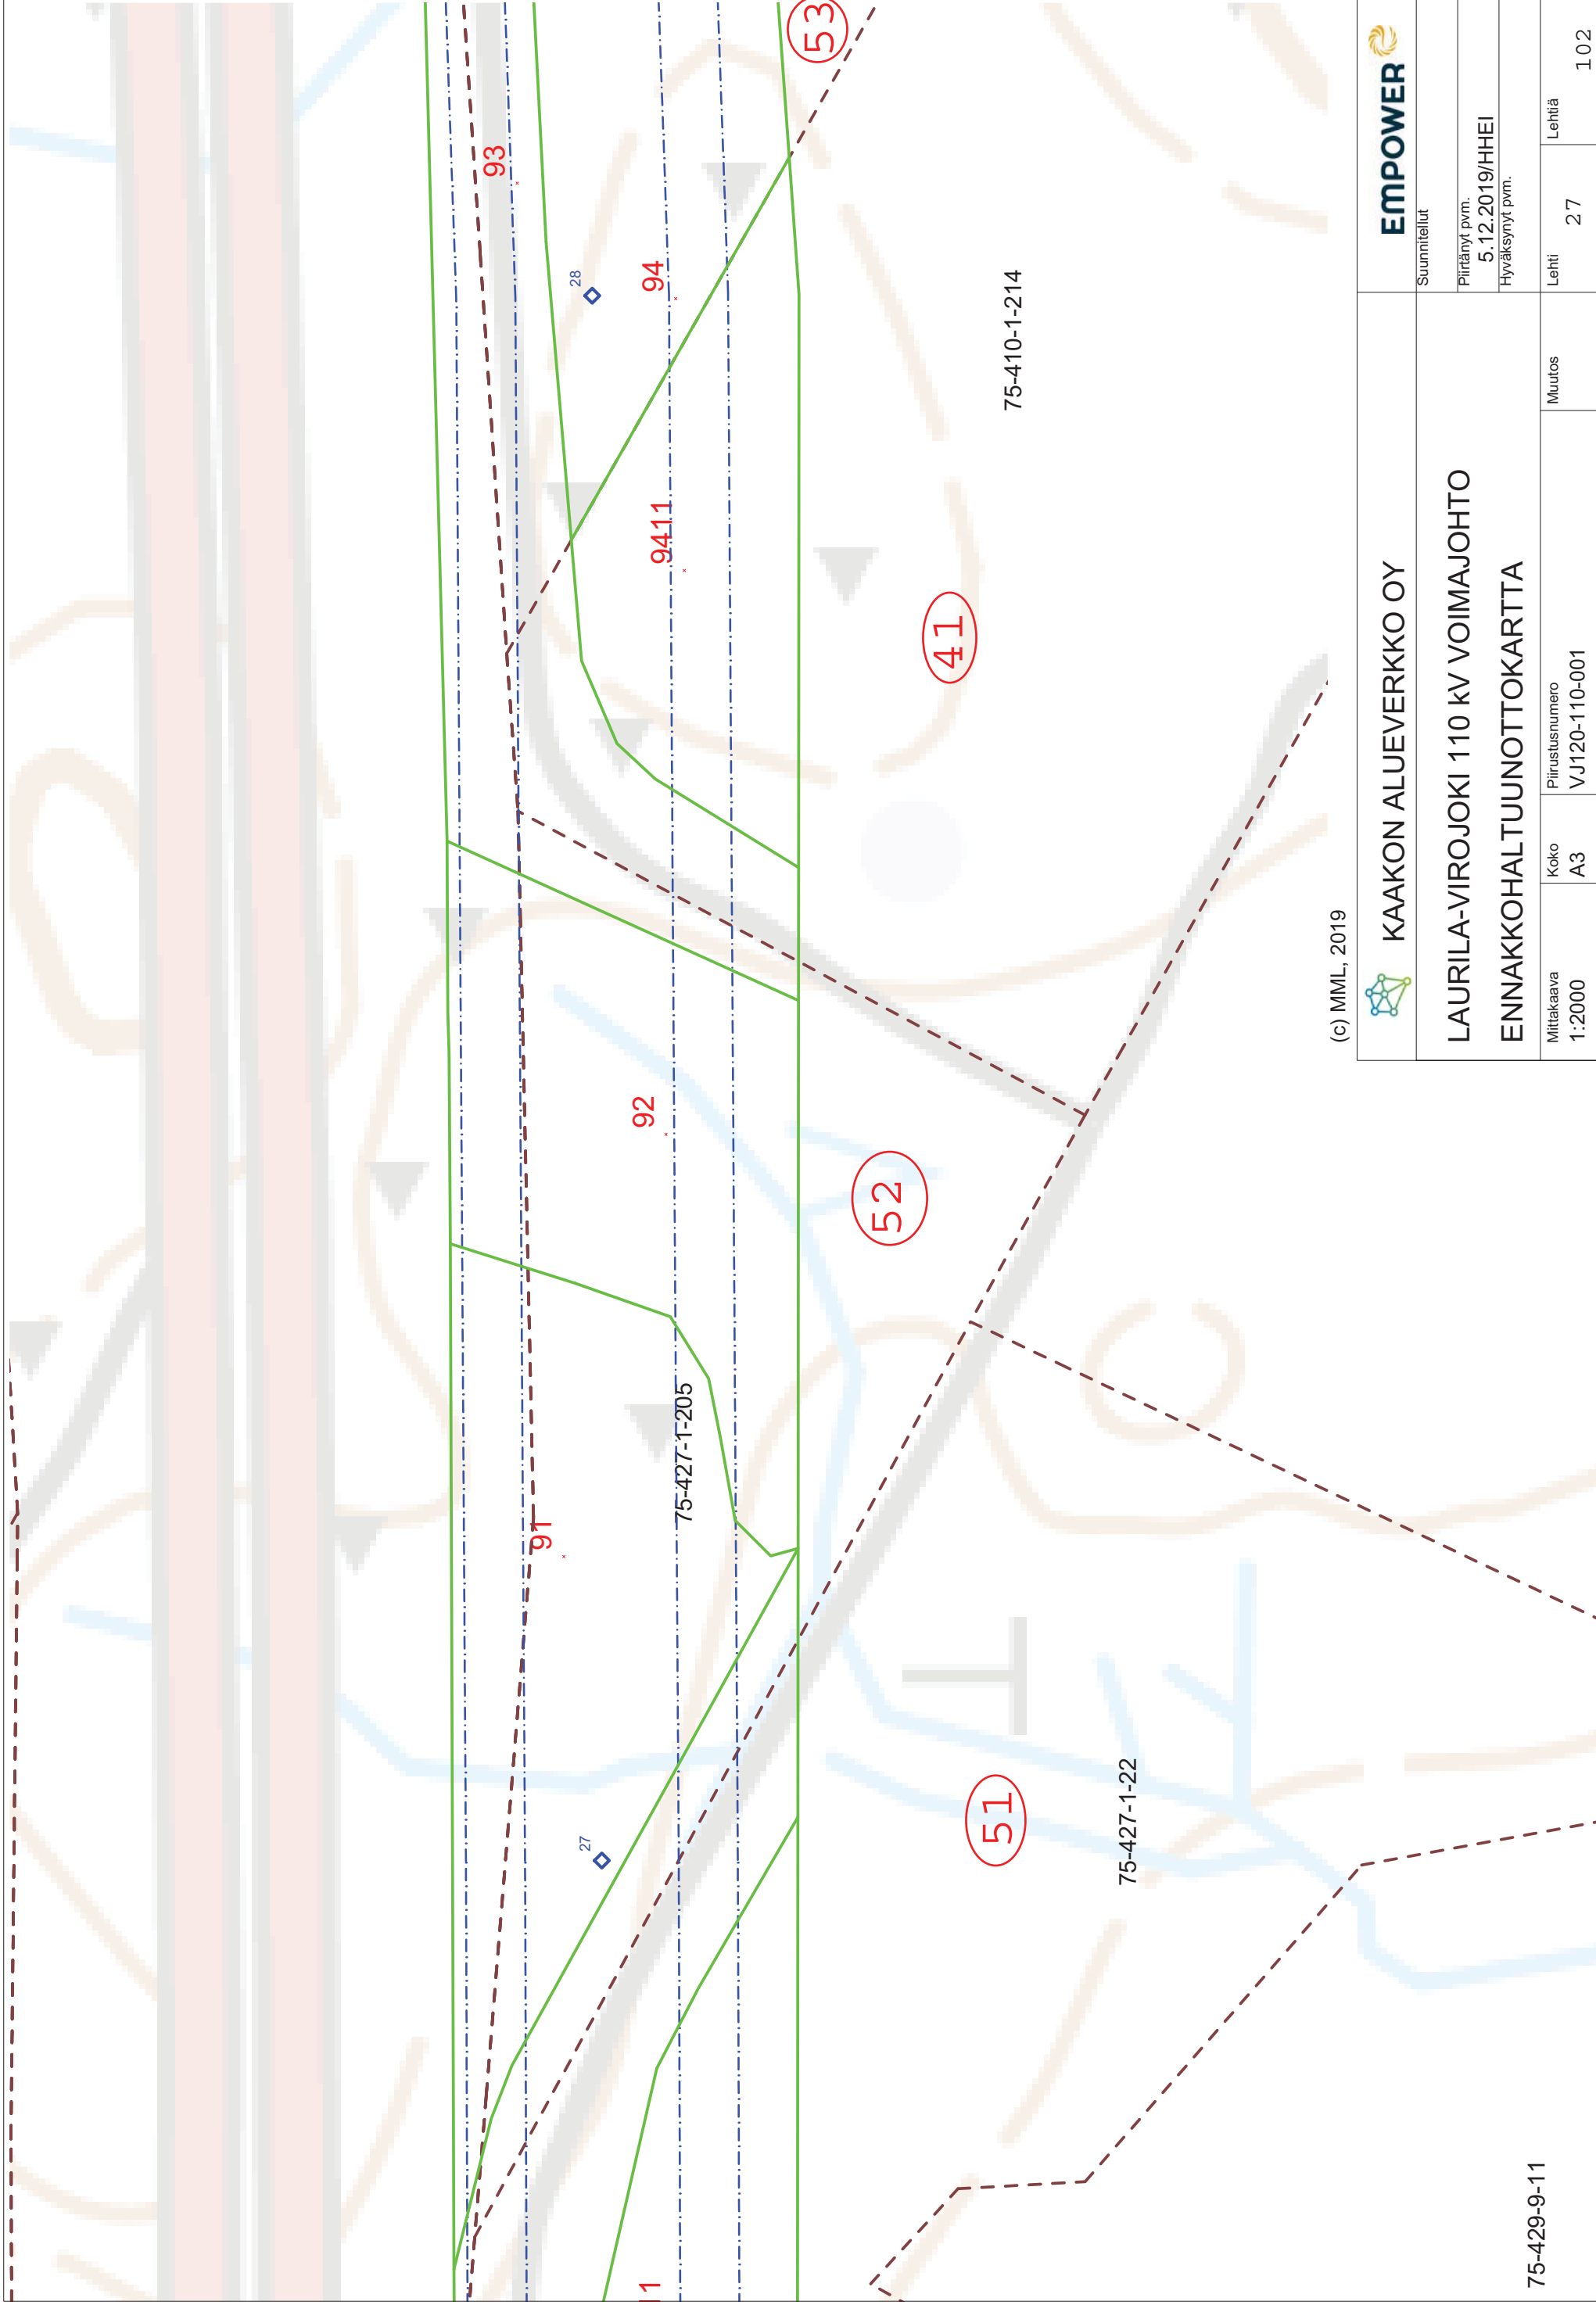 53
93
28
94
9411
75-410-1-214
41
92
52
75-427-1-205
91
27
51
75-427-1-22
11
75-429-9-11
(c) MML, 2019
KAAKON ALUEVERKKO OY
EMPOWER
LAURILA-VIROJOKI 110 kV VOIMAJOHTO
ENNAKKOHALTUUNOTTOKARTTA
Suunnitellut
Piirtänyt pvm.
5.12.2019/HHEI
Hyväksynyt pvm.
Mittakaava
1:2000
Koko
A3
Piirustusnumero
VJ120-110-001
Muutos
Lehti
27
Lehtiä
102